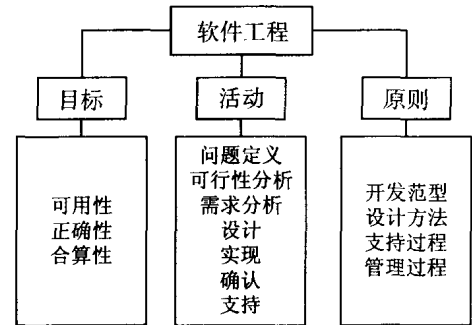 软件工程
目标
活动
原则
可用性
正确性
合算性
问题定义
可行性分析
需求分析
设计
实现
确认
支持
开发范型
设计方法
支持过程
管理过程